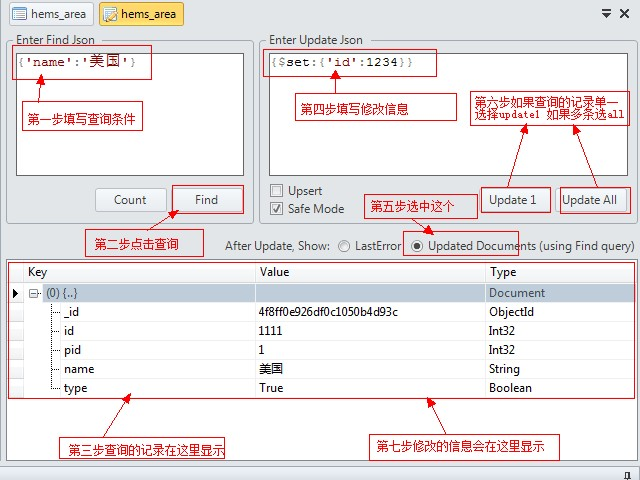 hems_area hems_area
Enter Find Json
{'name':'美国'}
第一步填写查询条件
Count Find
第二步点击查询
Enter Update Json
{$set:{'id':1234}}
第四步填写修改信息
第六步如果查询的记录单一
选择update1 如果多条选all
Upsert
Safe Mode
Update 1 Update All
第五步选中这个
After Update, Show: LastError Updated Documents (using Find query)
Key Value Type
(0) {..} Document
_id 4f8ff0e926df0c1050b4d93c ObjectId
id 1111 Int32
pid 1 Int32
name 美国 String
type True Boolean
第三步查询的记录在这里显示
第七步修改的信息会在这里显示